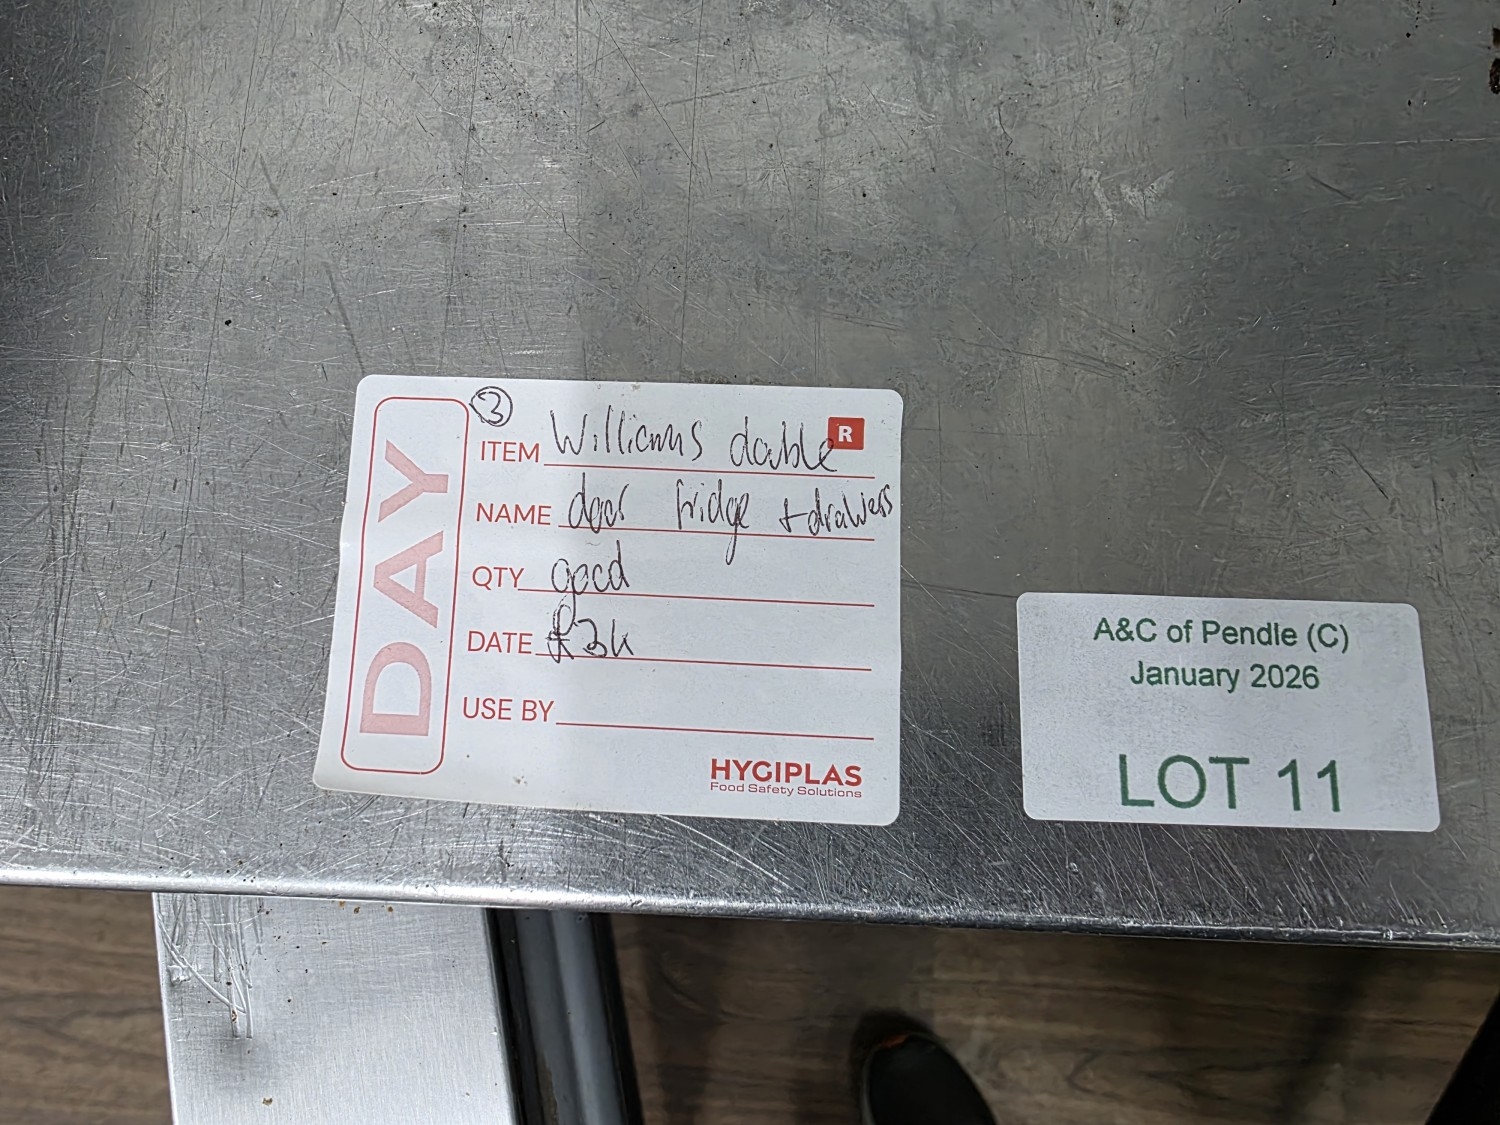 3
ITEM Williams double R
NAME door fridge + drawers
QTY good
DATE £3k
USE BY
DAY
HYGIPLAS
Food Safety Solutions
A&C of Pendle (C)
January 2026
LOT 11